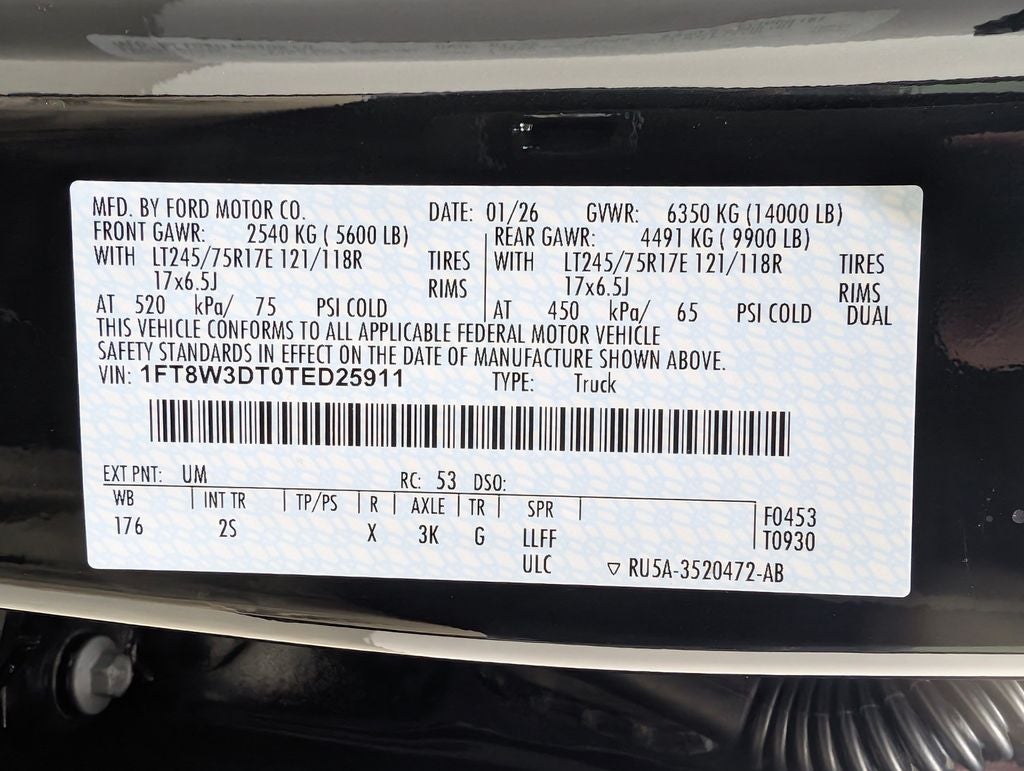 MFD. BY FORD MOTOR CO. DATE: 01/26 GVWR: 6350 KG (14000 LB)
FRONT GAWR: 2540 KG ( 5600 LB) REAR GAWR: 4491 KG ( 9900 LB)
WITH LT245/75R17E 121/118R TIRES WITH LT245/75R17E 121/118R TIRES
17x6.5J RIMS 17x6.5J RIMS
AT 520 kPa/ 75 PSI COLD AT 450 kPa/ 65 PSI COLD DUAL
THIS VEHICLE CONFORMS TO ALL APPLICABLE FEDERAL MOTOR VEHICLE
SAFETY STANDARDS IN EFFECT ON THE DATE OF MANUFACTURE SHOWN ABOVE.
VIN: 1FT8W3DT0TED25911 TYPE: Truck
EXT PNT: UM RC: 53 DSO:
WB INT TR TP/PS R AXLE TR SPR F0453
176 2S X 3K G LLFF T0930
ULC ▽ RU5A-3520472-AB